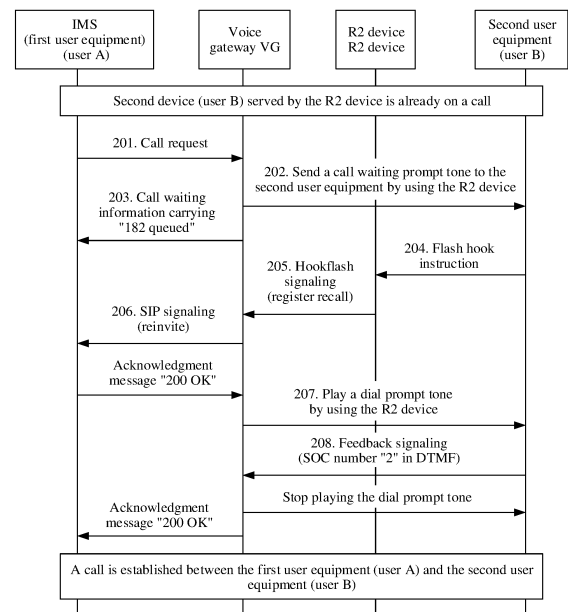 IMS
(first user equipment)
(user A)
Voice
gateway VG
R2 device
R2 device
Second user
equipment
(user B)
Second device (user B) served by the R2 device is already on a call
201. Call request
202. Send a call waiting prompt tone to the
second user equipment by using the R2 device
203. Call waiting
information carrying
"182 queued"
204. Flash hook
instruction
205. Hookflash
signaling
(register recall)
206. SIP signaling
(reinvite)
Acknowledgment
message "200 OK"
207. Play a dial prompt tone
by using the R2 device
208. Feedback signaling
(SOC number "2" in DTMF)
Stop playing the dial prompt tone
Acknowledgment
message "200 OK"
A call is established between the first user equipment (user A) and the second user
equipment (user B)